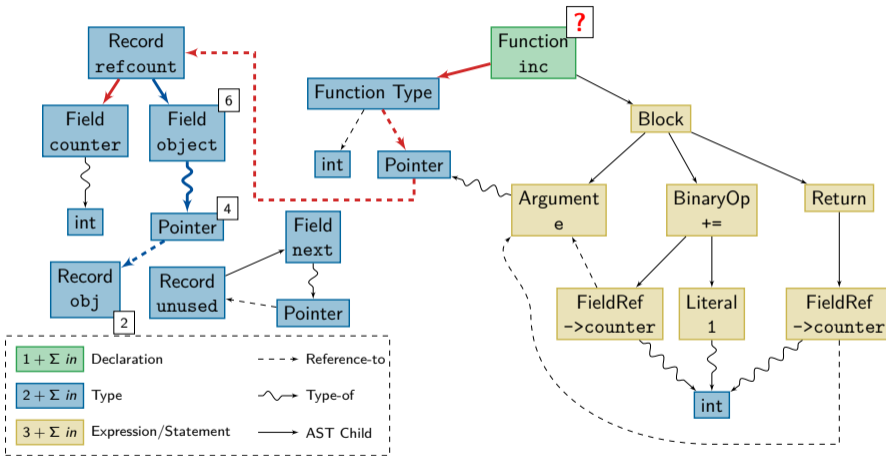 Record
refcount
Function
inc
?
Function Type
6
Field
counter
Field
object
Block
int
Pointer
Argument
e
BinaryOp
+=
Return
int
4
Pointer
Field
next
Record
obj
2
Record
unused
Pointer
FieldRef
->counter
Literal
1
FieldRef
->counter
int
1 + Σ in Declaration
Reference-to
2 + Σ in Type
Type-of
3 + Σ in Expression/Statement
AST Child